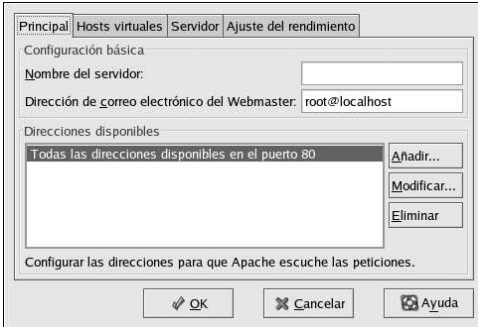 Principal Hosts virtuales Servidor Ajuste del rendimiento
Configuración básica
Nombre del servidor:
Dirección de correo electrónico del Webmaster: root@localhost
Direcciones disponibles
Todas las direcciones disponibles en el puerto 80
Añadir...
Modificar...
Eliminar
Configurar las direcciones para que Apache escuche las peticiones.
OK Cancelar Ayuda